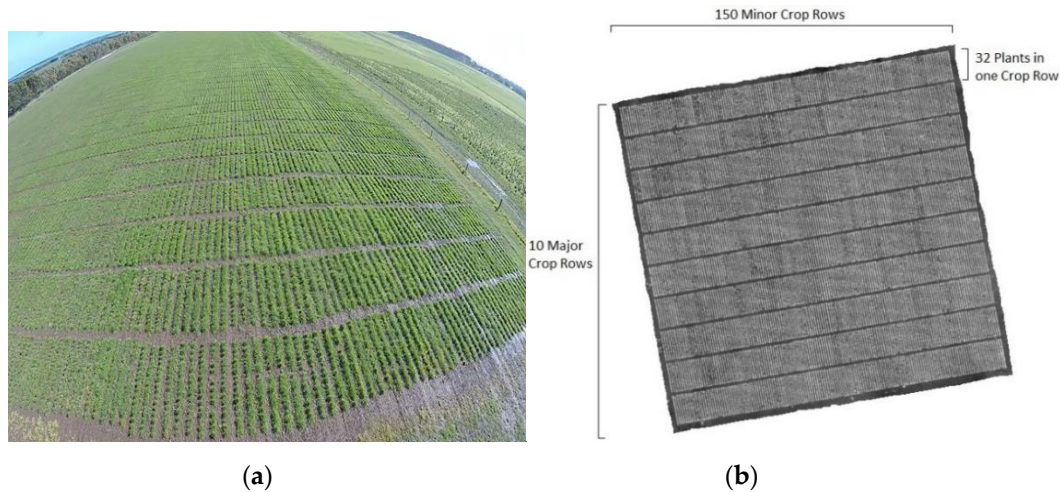 150 Minor Crop Rows
32 Plants in
one Crop Row
10 Major
Crop Rows
(a)
(b)